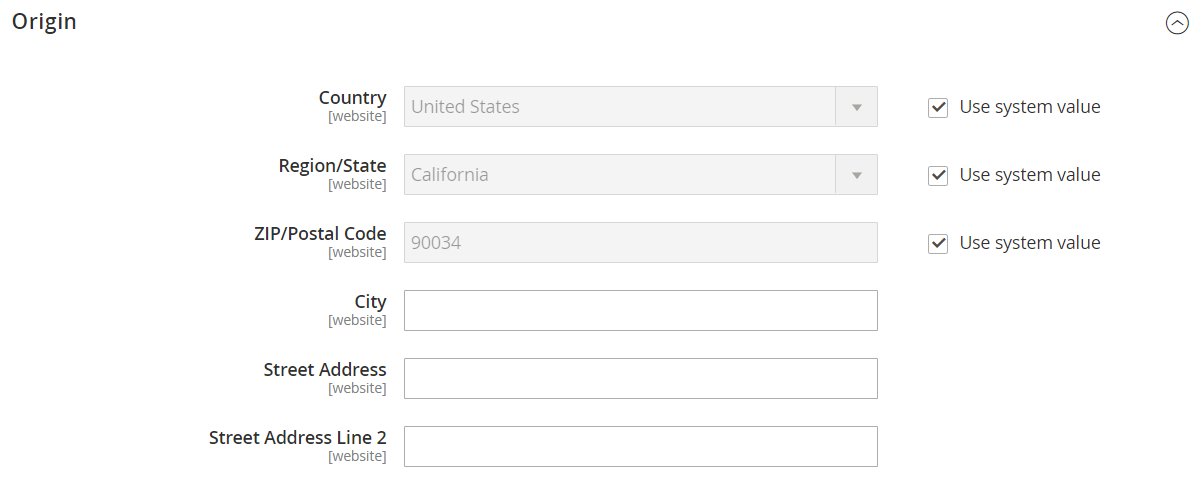 Origin
Country
[website]
United States
Use system value
Region/State
[website]
California
Use system value
ZIP/Postal Code
[website]
90034
Use system value
City
[website]
Street Address
[website]
Street Address Line 2
[website]